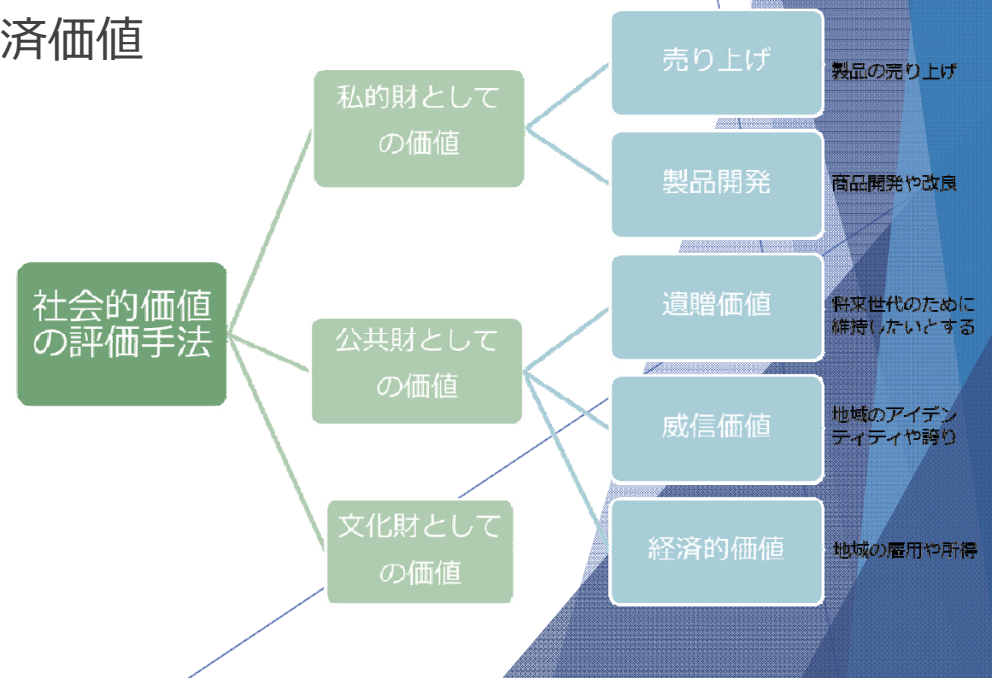 済価値
社会的価値
の評価手法
私的財として
の価値
売り上げ
製品の売り上げ
製品開発
商品開発や改良
公共財として
の価値
遺贈価値
将来世代のために
維持したいとする
威信価値
地域のアイデン
ティティや誇り
経済的価値
地域の雇用や所得
文化財として
の価値